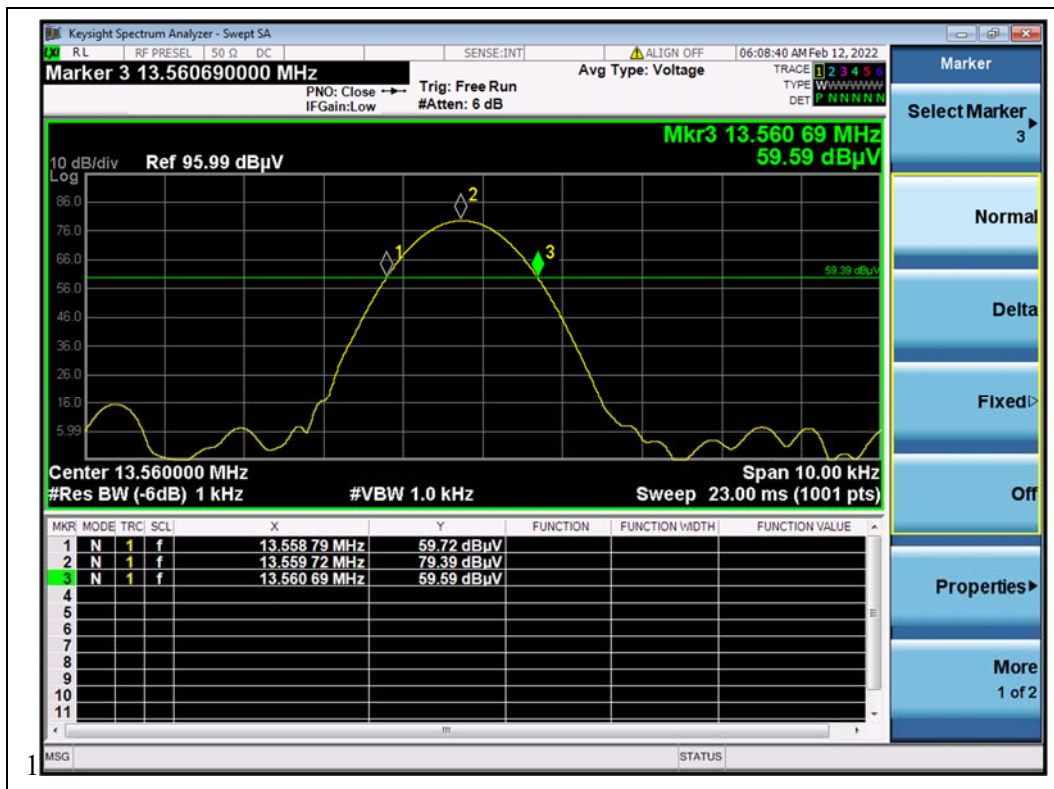 Keysight Spectrum Analyzer - Swept SA
LXI RL RF PRESEL 50 Ω DC SENSE:INT ALIGN OFF 06:08:40 AM Feb 12, 2022
Marker 3 13.560690000 MHz
PNO: Close
IFGain:Low
Trig: Free Run
#Atten: 6 dB
Avg Type: Voltage
TRACE 1 2 3 4 5 6
TYPE WWWWWW
DET P N N N N N
Mkr3 13.560 69 MHz
59.59 dBµV
10 dB/div Ref 95.99 dBµV
Log
86.0
76.0
66.0
56.0
46.0
36.0
26.0
16.0
5.99
1
2
3
59.39 dBµV
Center 13.560000 MHz Span 10.00 kHz
#Res BW (-6dB) 1 kHz #VBW 1.0 kHz Sweep 23.00 ms (1001 pts)
MKR MODE TRC SCL X Y FUNCTION FUNCTION WIDTH FUNCTION VALUE
1 N 1 f 13.558 79 MHz 59.72 dBµV
2 N 1 f 13.559 72 MHz 79.39 dBµV
3 N 1 f 13.560 69 MHz 59.59 dBµV
4
5
6
7
8
9
10
11
MSG STATUS
Marker
Select Marker
3
Normal
Delta
Fixed
Off
Properties
More
1 of 2
1